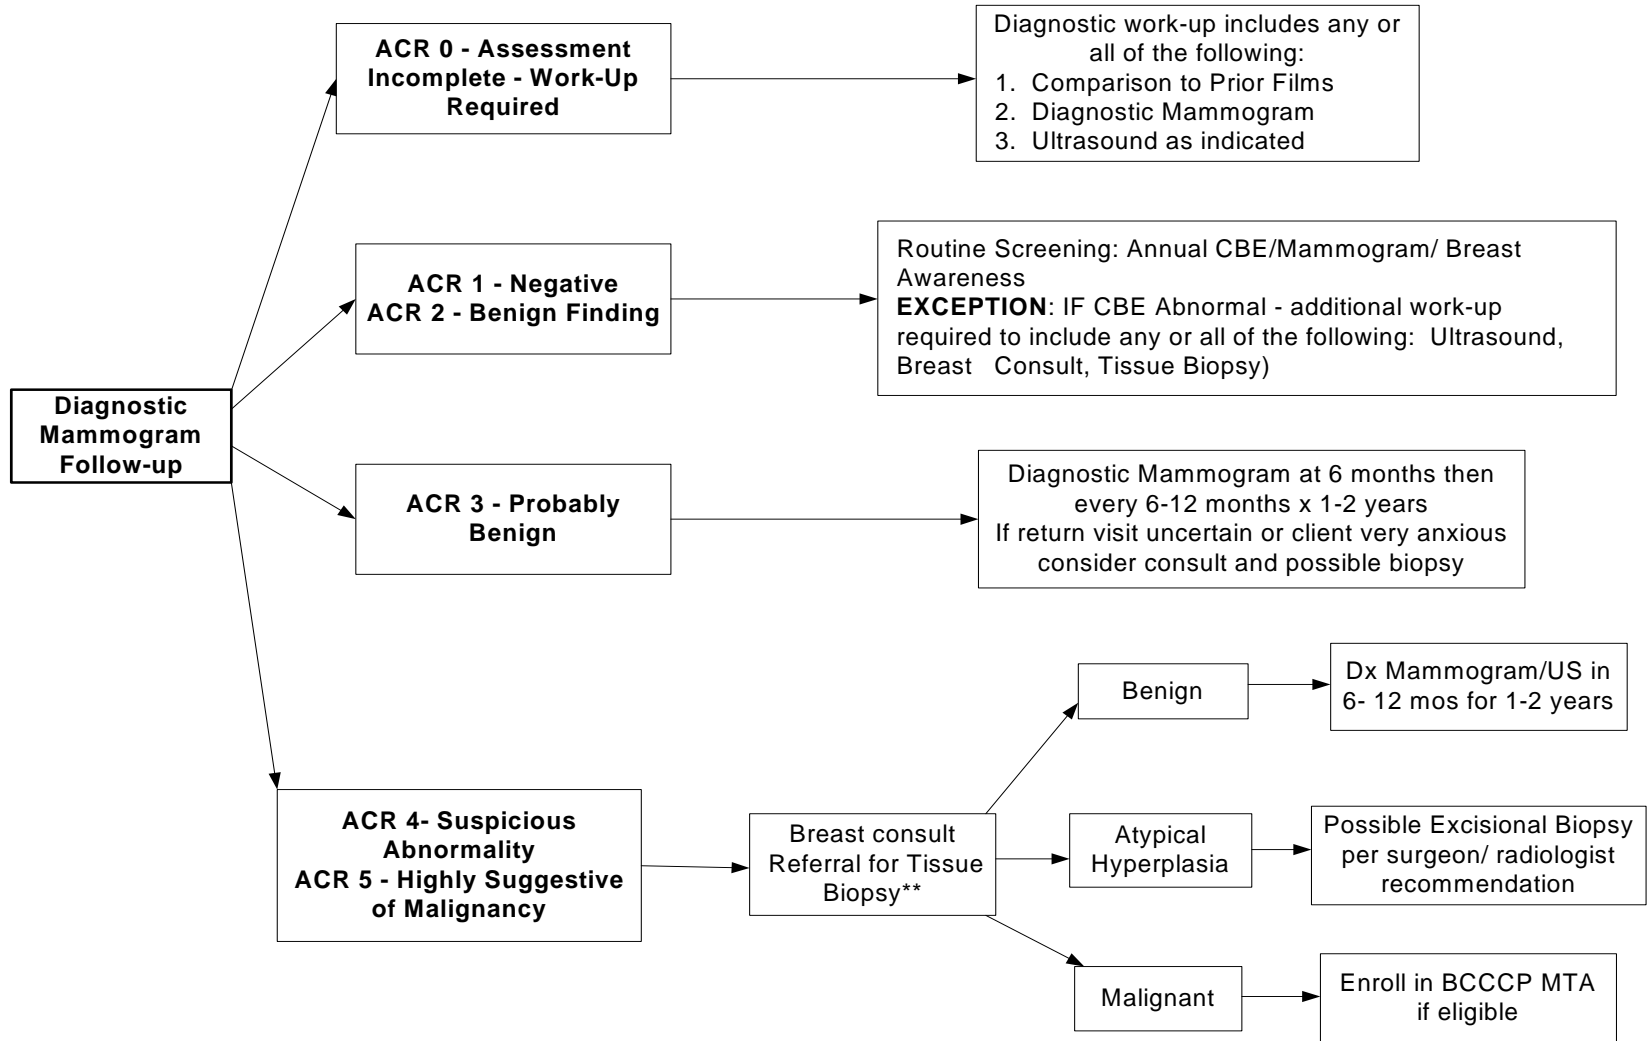 ACR 0 - Assessment
Incomplete - Work-Up
Required
Diagnostic work-up includes any or
all of the following:
1. Comparison to Prior Films
2. Diagnostic Mammogram
3. Ultrasound as indicated
ACR 1 - Negative
ACR 2 - Benign Finding
Routine Screening: Annual CBE/Mammogram/ Breast
Awareness
EXCEPTION: IF CBE Abnormal - additional work-up
required to include any or all of the following: Ultrasound,
Breast Consult, Tissue Biopsy)
Diagnostic
Mammogram
Follow-up
ACR 3 - Probably
Benign
Diagnostic Mammogram at 6 months then
every 6-12 months x 1-2 years
If return visit uncertain or client very anxious
consider consult and possible biopsy
ACR 4- Suspicious
Abnormality
ACR 5 - Highly Suggestive
of Malignancy
Breast consult
Referral for Tissue
Biopsy**
Benign
Dx Mammogram/US in
6- 12 mos for 1-2 years
Atypical
Hyperplasia
Possible Excisional Biopsy
per surgeon/ radiologist
recommendation
Malignant
Enroll in BCCCP MTA
if eligible